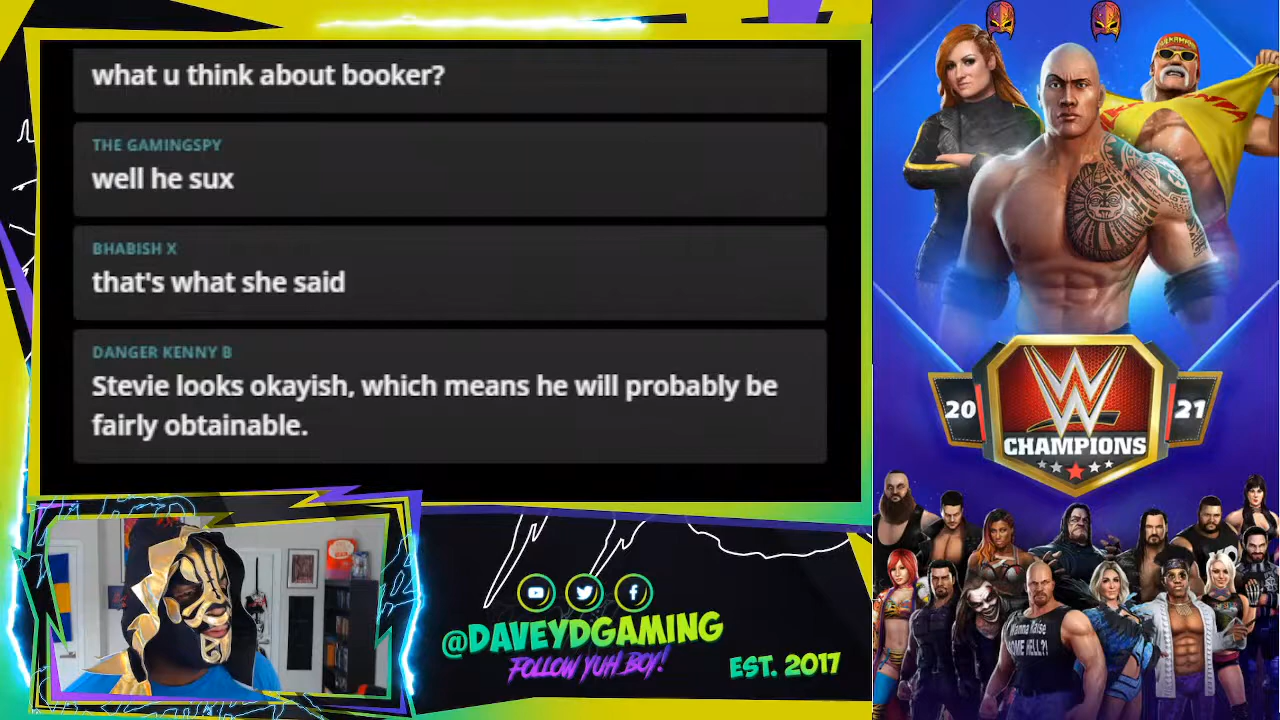 what u think about booker?
THE GAMINGSPY
well he sux
BHABISH X
that's what she said
DANGER KENNY B
Stevie looks okayish, which means he will probably be
fairly obtainable.
@DAVEYDGAMING
FOLLOW YUH BOY!
EST. 2017
20
21
CHAMPIONS